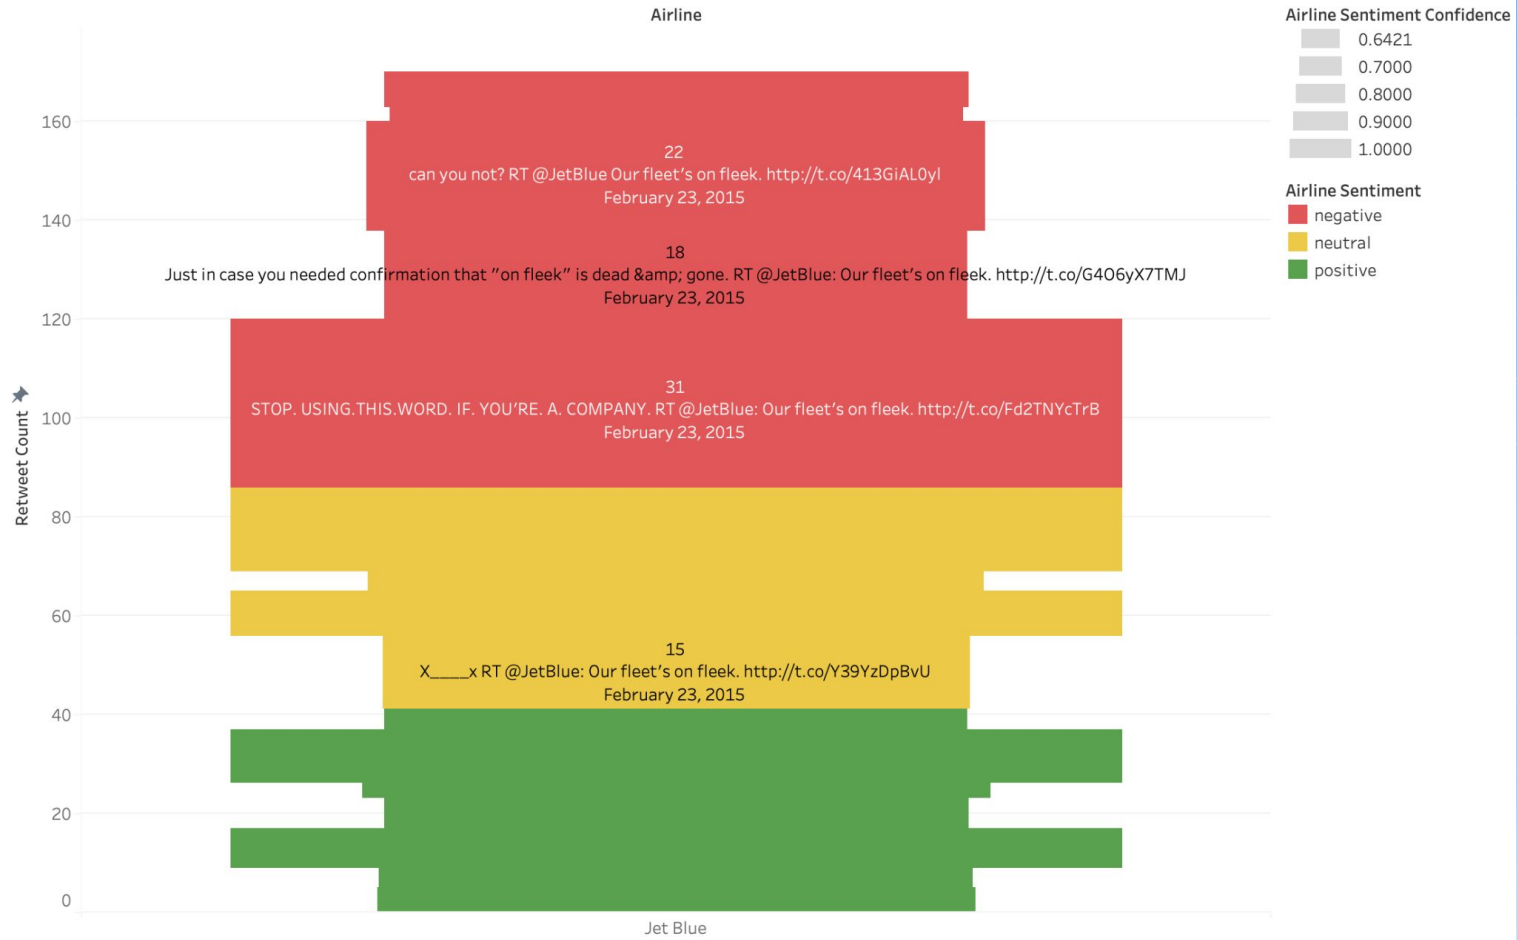 Airline
Airline Sentiment Confidence
0.6421
0.7000
0.8000
0.9000
1.0000
Airline Sentiment
negative
neutral
positive
Retweet Count
160
140
120
100
80
60
40
20
0
22
can you not? RT @JetBlue Our fleet's on fleek. http://t.co/413GiAL0yl
February 23, 2015
18
Just in case you needed confirmation that "on fleek" is dead &amp; gone. RT @JetBlue: Our fleet's on fleek. http://t.co/G4O6yX7TMJ
February 23, 2015
31
STOP. USING.THIS.WORD. IF. YOU'RE. A. COMPANY. RT @JetBlue: Our fleet's on fleek. http://t.co/Fd2TNYcTrB
February 23, 2015
15
X____x RT @JetBlue: Our fleet's on fleek. http://t.co/Y39YzDpBvU
February 23, 2015
Jet Blue